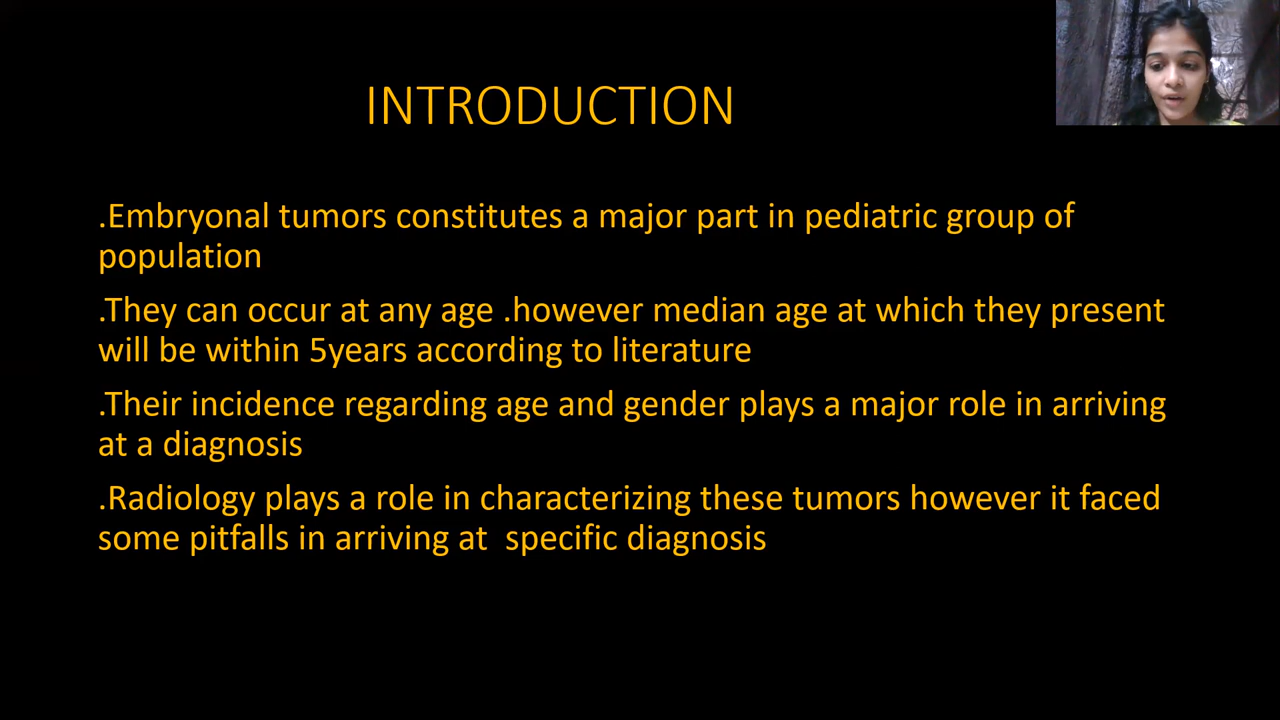 INTRODUCTION
.Embryonal tumors constitutes a major part in pediatric group of
population
.They can occur at any age .however median age at which they present
will be within 5years according to literature
.Their incidence regarding age and gender plays a major role in arriving
at a diagnosis
.Radiology plays a role in characterizing these tumors however it faced
some pitfalls in arriving at  specific diagnosis